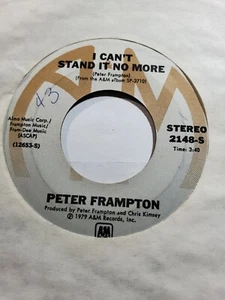 I CAN'T
STAND IT NO MORE
(Peter Frampton)
(From the A&M album SP-3710)
x3
Almo Music Corp./
Frampton Music/
Fram-Dee Music
(ASCAP)
(12653-S)
STEREO
2148-S
Time: 3:40
PETER FRAMPTON
Produced by Peter Frampton and Chris Kimsey
℗ 1979 A&M Records, Inc.
A&M